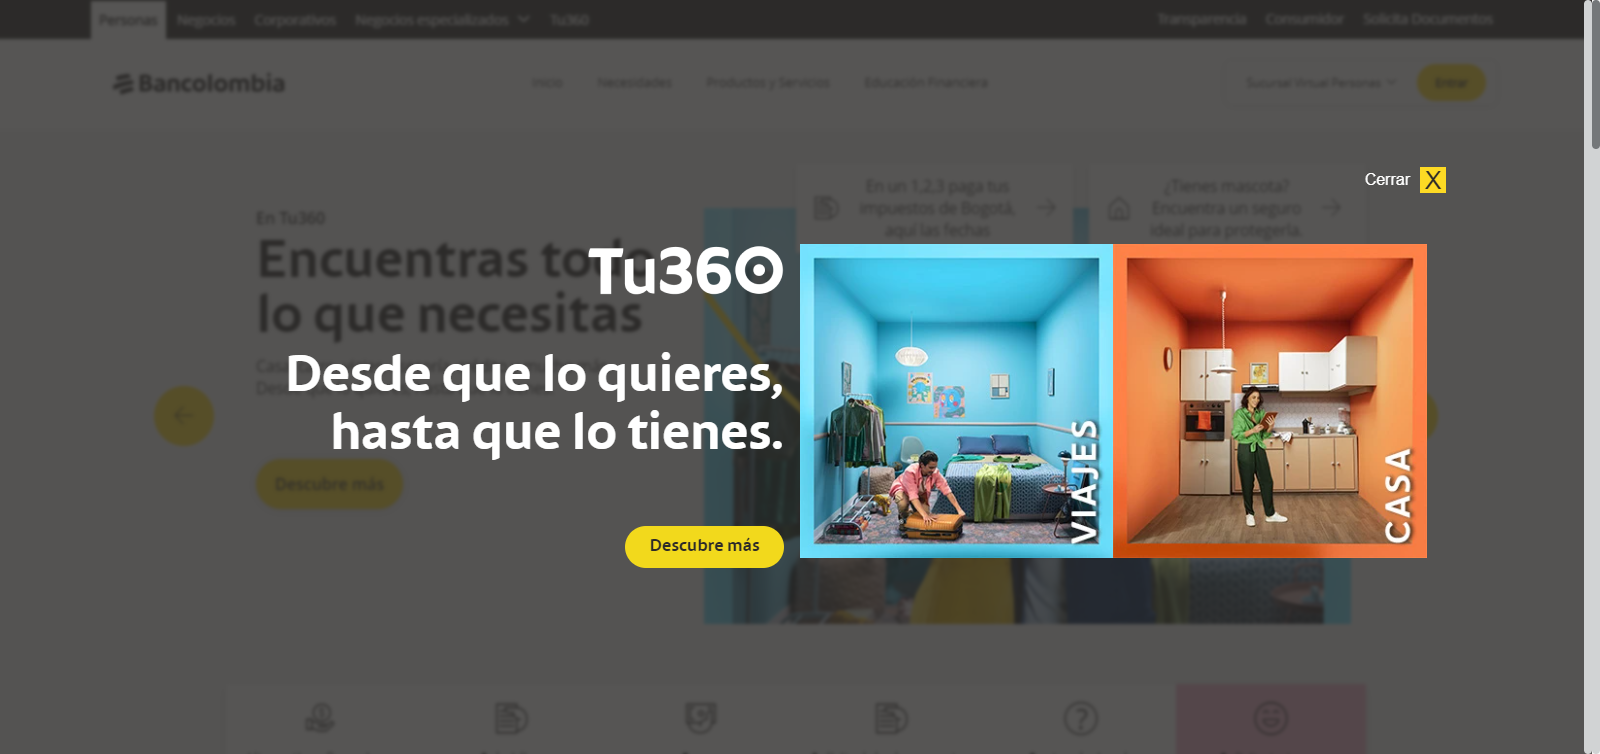 Personas
Negocios
Corporativos
Negocios especializados
Tu360
Transparencia
Consumidor
Solicita Documentos
Bancolombia
Inicio
Necesidades
Productos y Servicios
Educación Financiera
Sucursal Virtual Personas
Entrar
Cerrar X
En un 1,2,3 paga tus
impuestos de Bogotá,
aquí las fechas
¿Tienes mascota?
Encuentra un seguro
ideal para protegerla.
En Tu360
Encuentras todo
lo que necesitas
Descubre más
Tu360
Desde que lo quieres,
hasta que lo tienes.
Descubre más
VIAJES
CASA